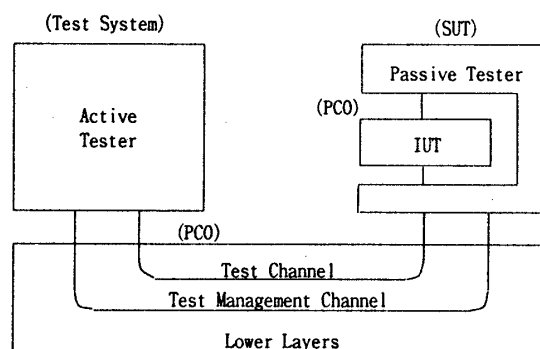 (Test System)
(SUT)
Passive Tester
(PCO)
Active
Tester
IUT
(PCO)
Test Channel
Test Management Channel
Lower Layers